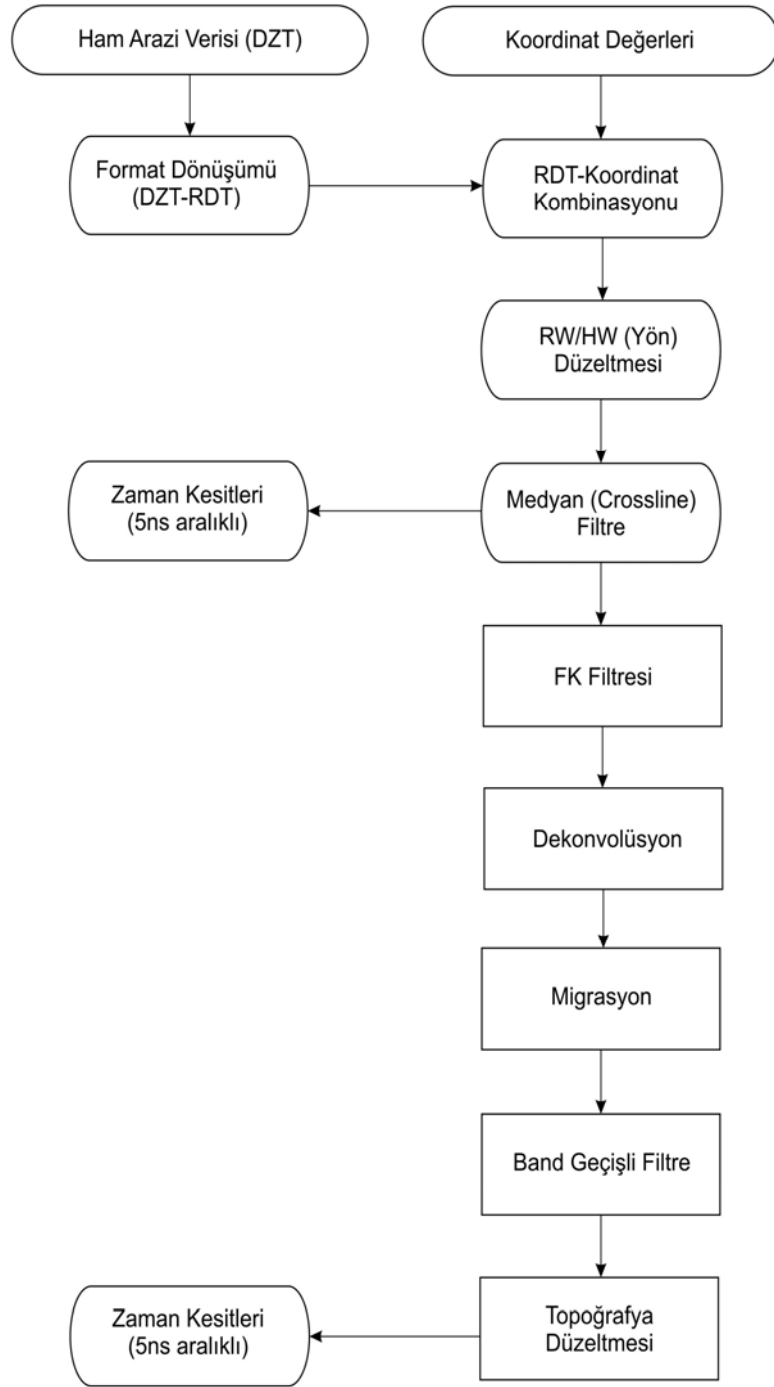 Ham Arazi Verisi (DZT)
Koordinat Değerleri
Format Dönüşümü
(DZT-RDT)
RDT-Koordinat
Kombinasyonu
RW/HW (Yön)
Düzeltmesi
Zaman Kesitleri
(5ns aralıklı)
Medyan (Crossline)
Filtre
FK Filtresi
Dekonvolüsyon
Migrasyon
Band Geçişli Filtre
Zaman Kesitleri
(5ns aralıklı)
Topoğrafya
Düzeltmesi